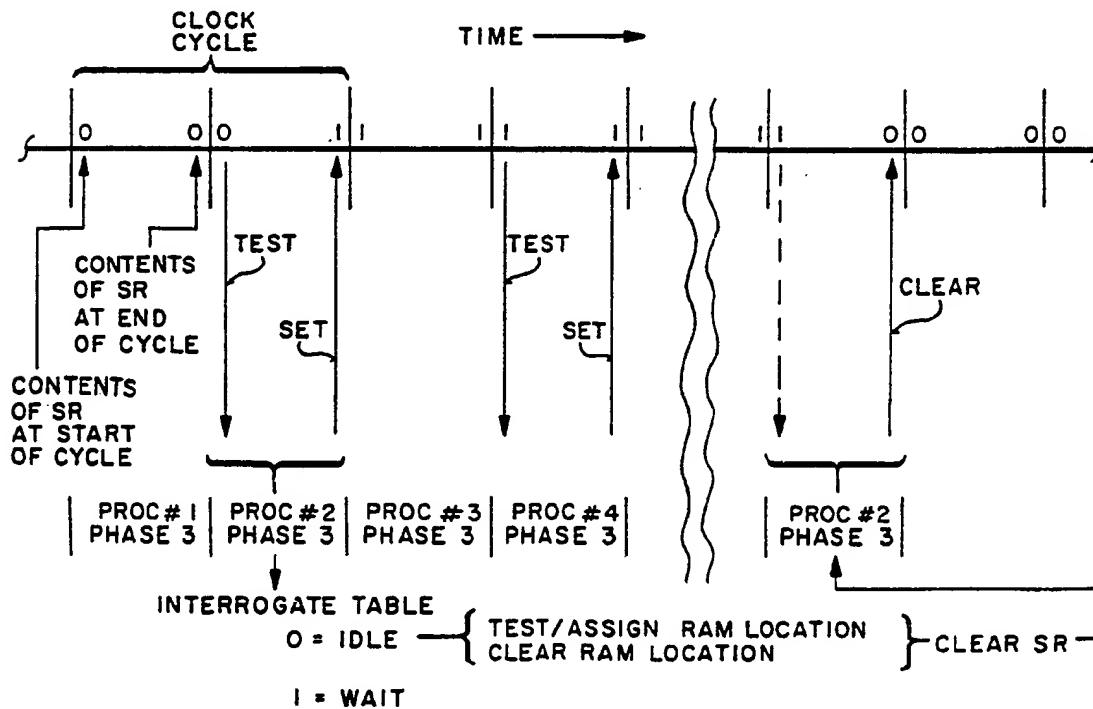 CLOCK
CYCLE
TIME
0 0 0 1 1 1 1 1 1 1 1 0 0 0 0
TEST
SET
TEST
SET
CLEAR
CONTENTS
OF SR
AT END
OF CYCLE
CONTENTS
OF SR
AT START
OF CYCLE
PROC #1
PHASE 3
PROC #2
PHASE 3
PROC #3
PHASE 3
PROC #4
PHASE 3
PROC #2
PHASE 3
INTERROGATE TABLE
0 = IDLE
TEST/ASSIGN RAM LOCATION
CLEAR RAM LOCATION
CLEAR SR
1 = WAIT